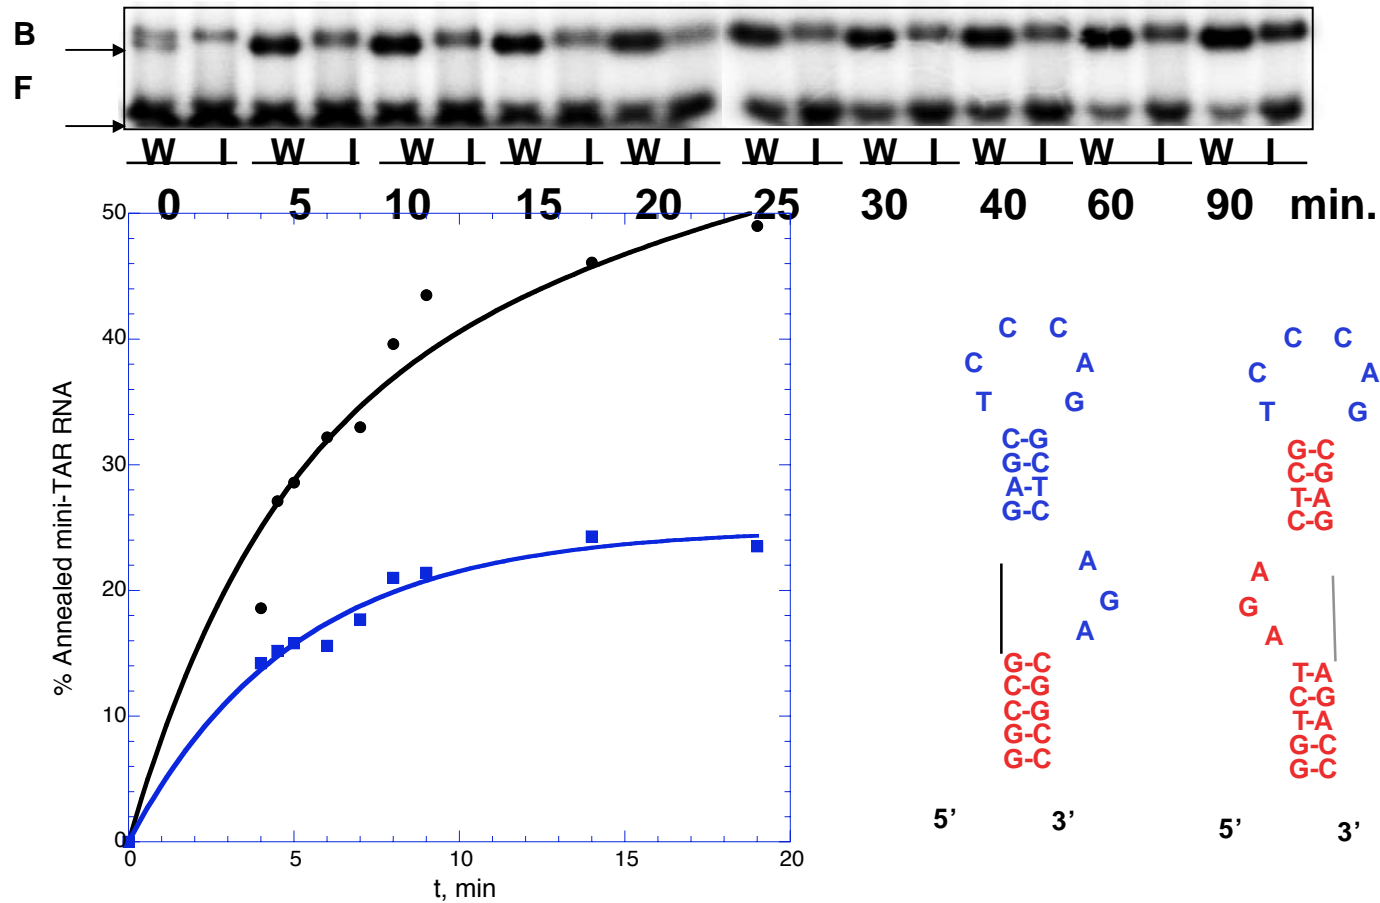 B
F
W I W I W I W I W I W I W I W I W I W I
0 5 10 15 20 25 30 40 60 90 min.
50
40
30
20
10
0
% Annealed mini-TAR RNA
0 5 10 15 20
t, min
C C
C A
T G
C-G
G-C
A-T
G-C
A
G
A
G-C
C-G
C-G
G-C
G-C
5’ 3’
C C
C A
T G
G-C
C-G
T-A
C-G
A
G
A
T-A
C-G
T-A
G-C
G-C
5’ 3’